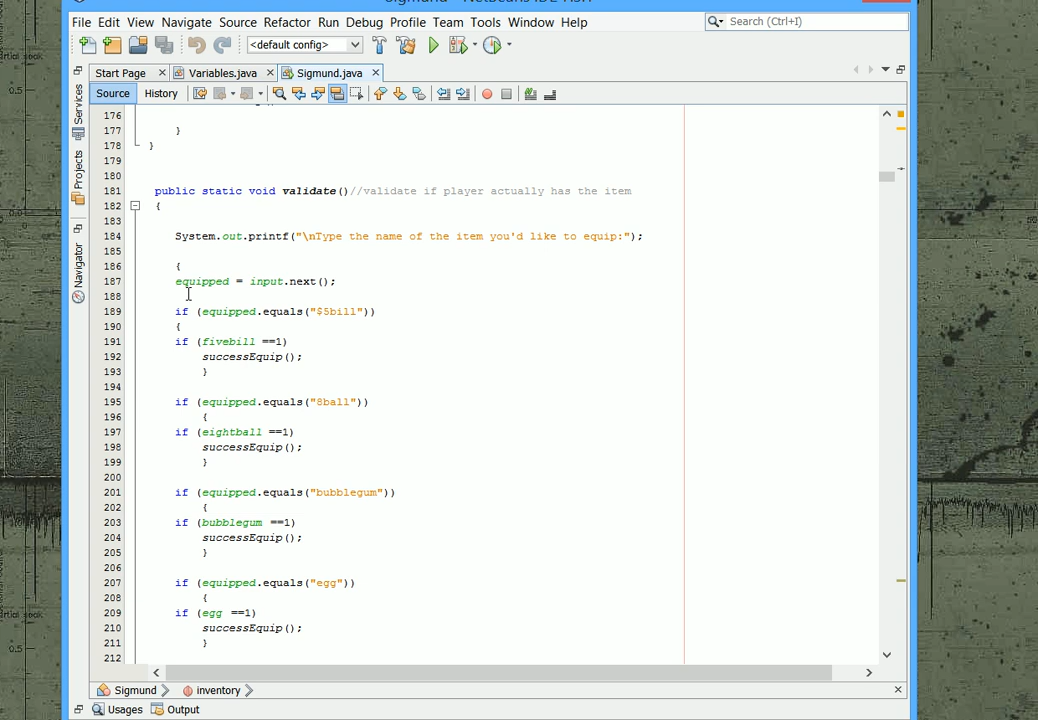 File Edit View Navigate Source Refactor Run Debug Profile Team Tools Window Help
Search (Ctrl+I)
<default config>
Start Page Variables.java Sigmund.java
Source History
Services
Projects
Navigator
176
177 }
178 }
179
180
181 public static void validate()//validate if player actually has the item
182 {
183
184 System.out.printf("\nType the name of the item you'd like to equip:");
185
186 {
187 equipped = input.next();
188
189 if (equipped.equals("$5bill"))
190 {
191 if (fivebill ==1)
192 successEquip();
193 }
194
195 if (equipped.equals("8ball"))
196 {
197 if (eightball ==1)
198 successEquip();
199 }
200
201 if (equipped.equals("bubblegum"))
202 {
203 if (bubblegum ==1)
204 successEquip();
205 }
206
207 if (equipped.equals("egg"))
208 {
209 if (egg ==1)
210 successEquip();
211 }
212
Sigmund inventory
Usages Output